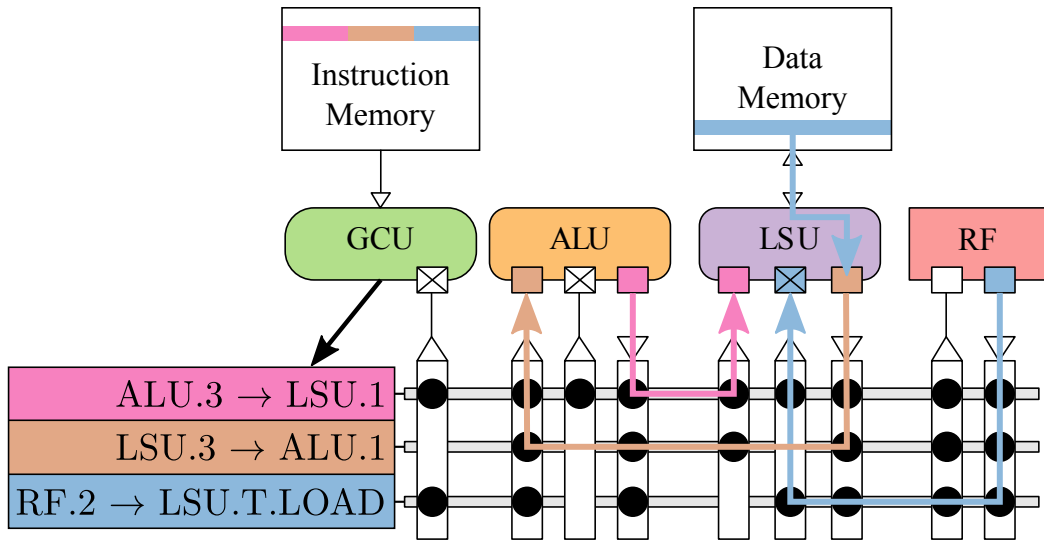 Instruction
Memory
Data
Memory
GCU
ALU
LSU
RF
ALU.3 → LSU.1
LSU.3 → ALU.1
RF.2 → LSU.T.LOAD